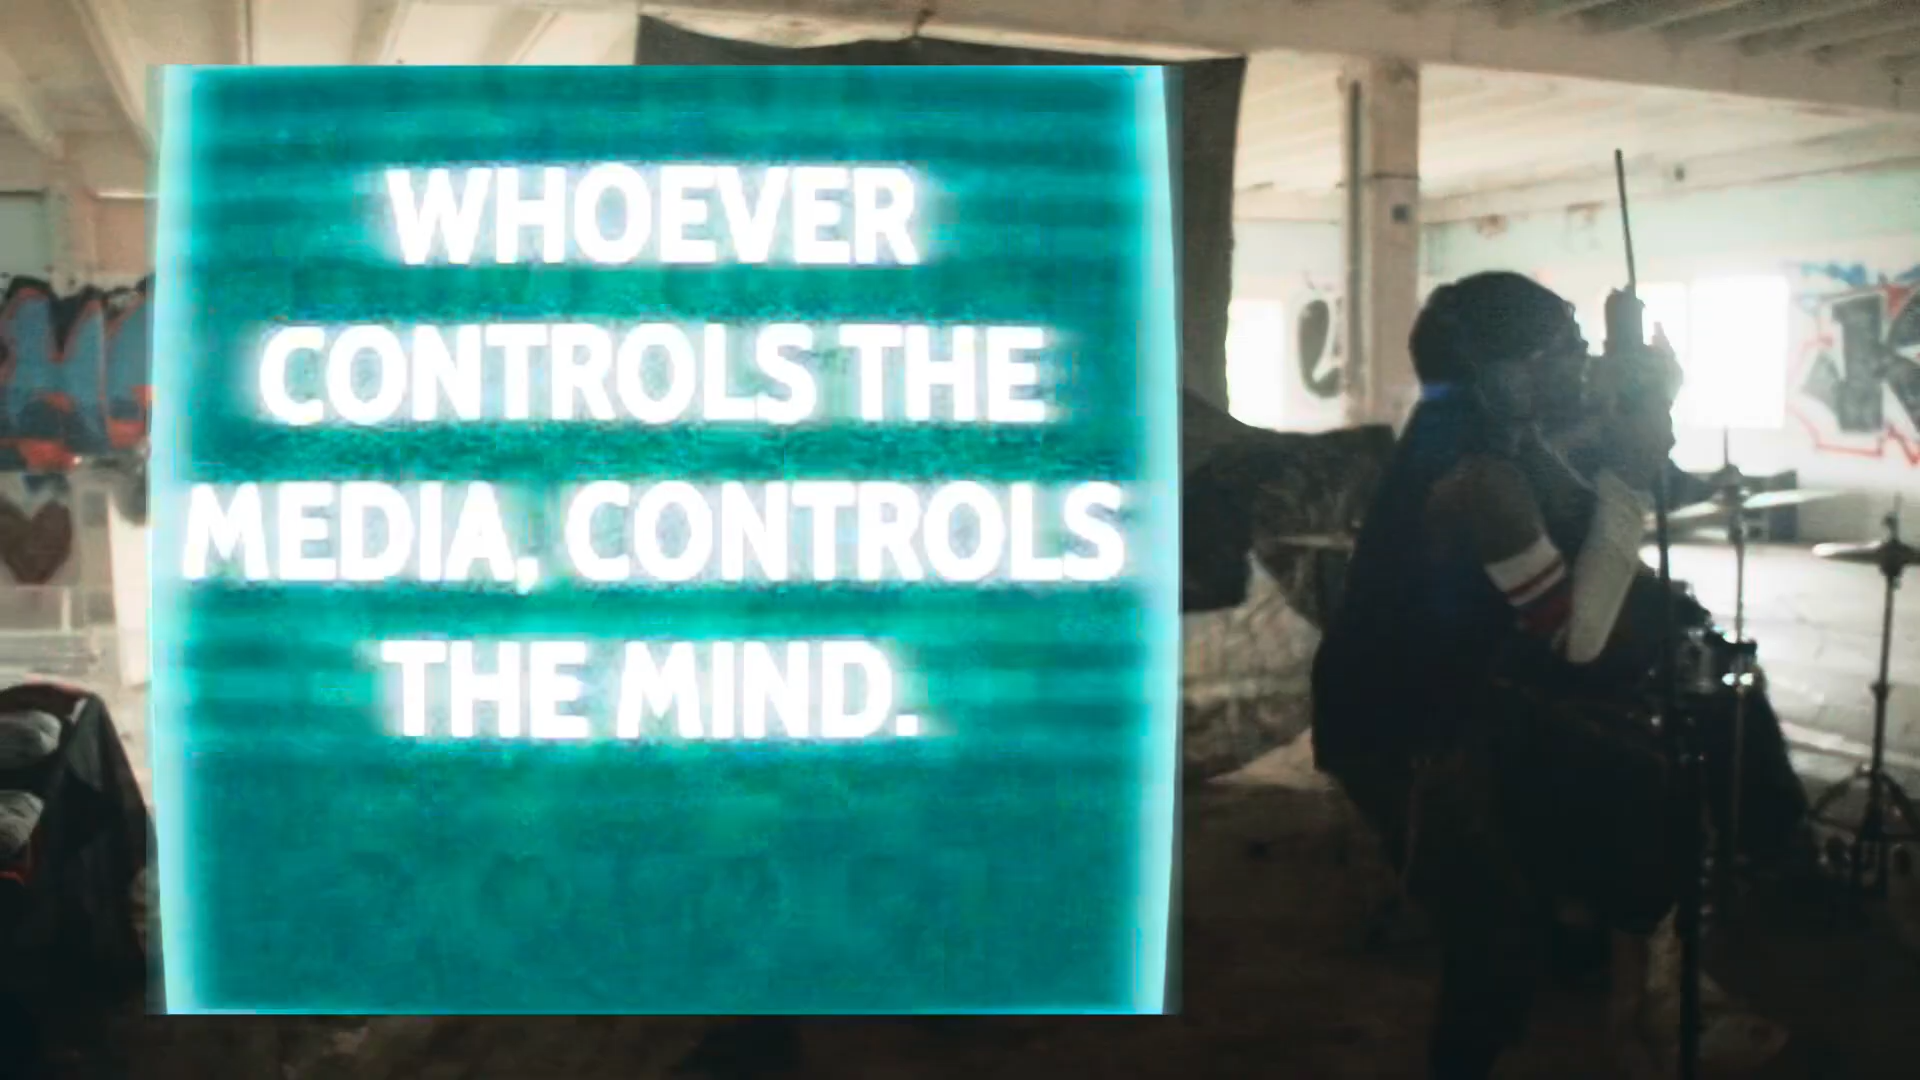 WHOEVER
CONTROLS THE
MEDIA, CONTROLS
THE MIND.